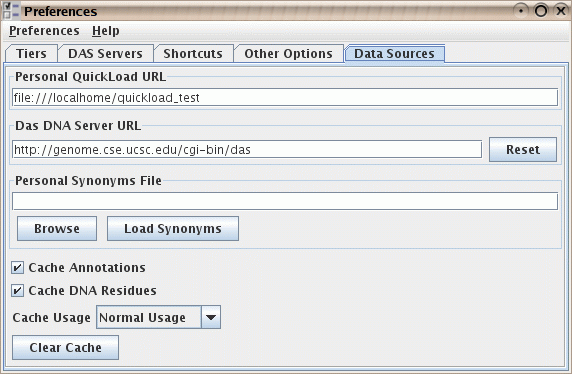 Preferences
Preferences Help
Tiers DAS Servers Shortcuts Other Options Data Sources
Personal QuickLoad URL
file:///localhome/quickload_test
Das DNA Server URL
http://genome.cse.ucsc.edu/cgi-bin/das Reset
Personal Synonyms File
Browse Load Synonyms
Cache Annotations
Cache DNA Residues
Cache Usage Normal Usage
Clear Cache